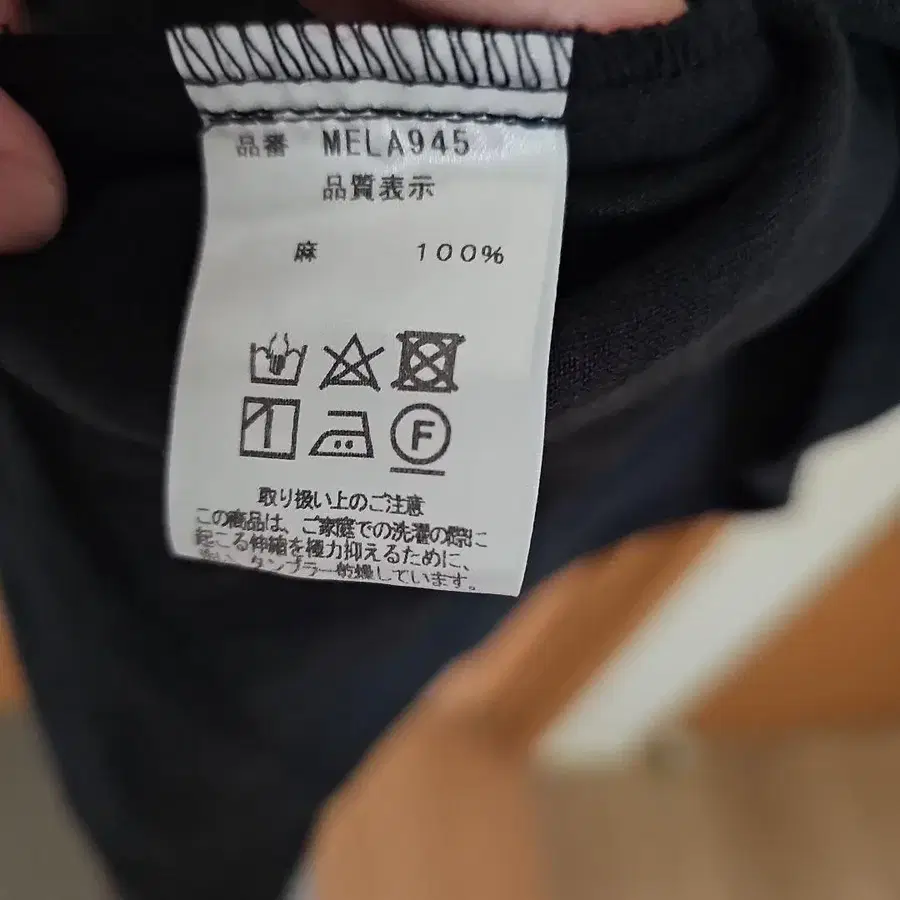 品番 MELA945
品質表示
麻 100%
F
取り扱い上のご注意
この商品は、ご家庭での洗濯の際に
起こる伸縮を極力抑えるために、
タンブラー乾燥しています。